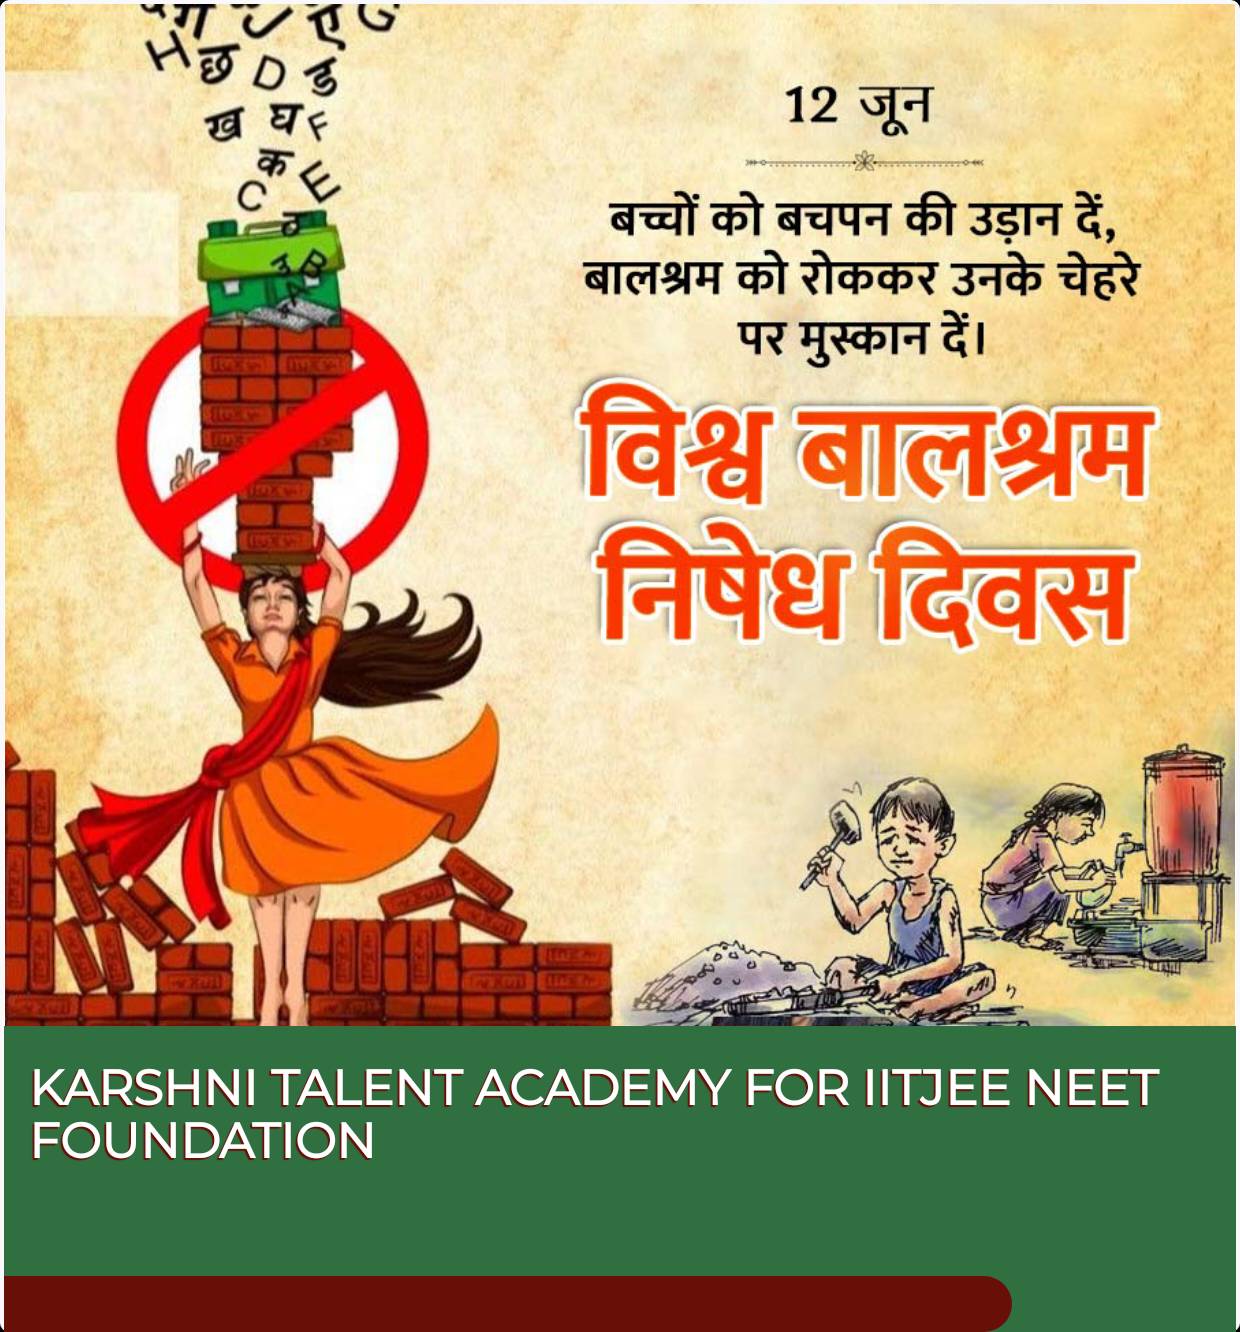 ए G
H छ D ड
ख घ F
क
C E
B
A
12 जून
बच्चों को बचपन की उड़ान दें,
बालश्रम को रोककर उनके चेहरे
पर मुस्कान दें।
विश्व बालश्रम
निषेध दिवस
KARSHNI TALENT ACADEMY FOR IITJEE NEET
FOUNDATION